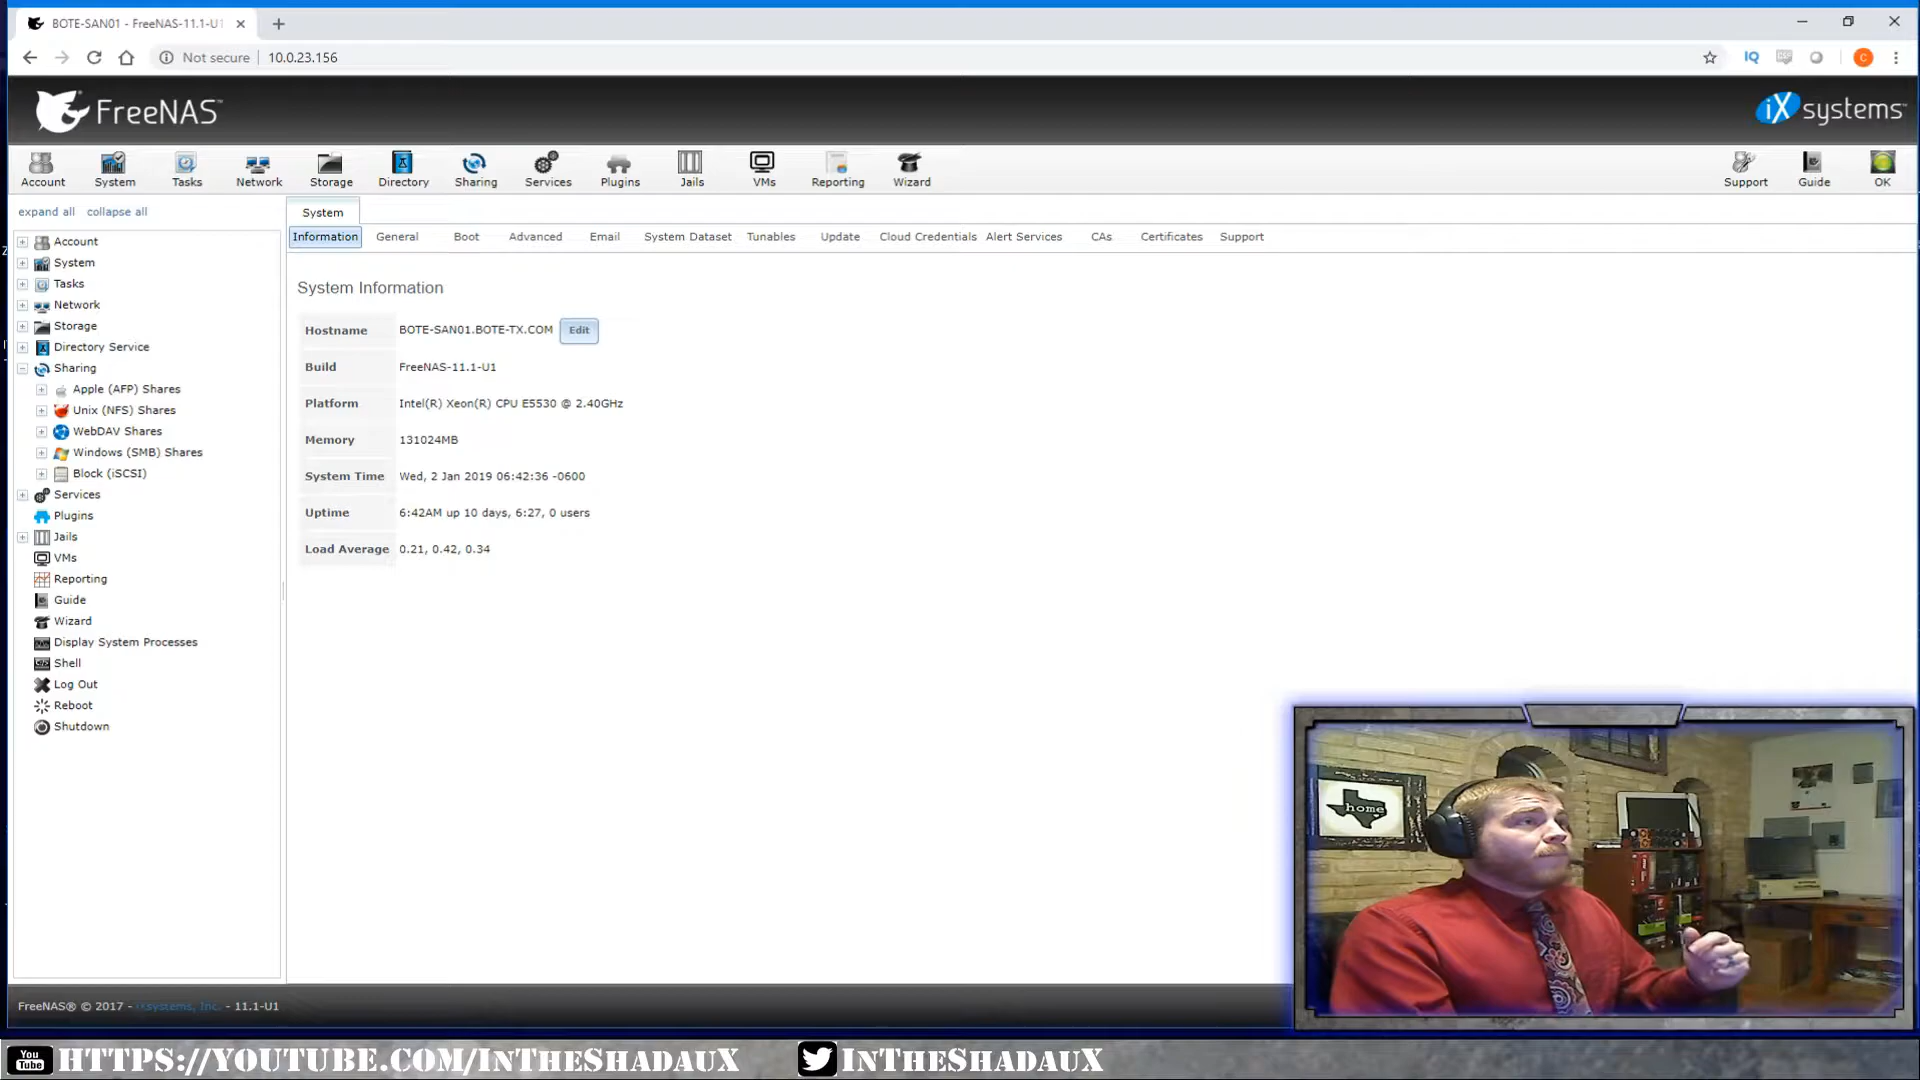 BOTE-SAN01 - FreeNAS-11.1-U1
Not secure 10.0.23.156
IQ
C
FreeNAS™
iXsystems™
Account System Tasks Network Storage Directory Sharing Services Plugins Jails VMs Reporting Wizard Support Guide OK
expand all collapse all
System
Information General Boot Advanced Email System Dataset Tunables Update Cloud Credentials Alert Services CAs Certificates Support
Account
System
Tasks
Network
Storage
Directory Service
Sharing
Apple (AFP) Shares
Unix (NFS) Shares
WebDAV Shares
Windows (SMB) Shares
Block (iSCSI)
Services
Plugins
Jails
VMs
Reporting
Guide
Wizard
Display System Processes
Shell
Log Out
Reboot
Shutdown
System Information
Hostname BOTE-SAN01.BOTE-TX.COM Edit
Build FreeNAS-11.1-U1
Platform Intel(R) Xeon(R) CPU E5530 @ 2.40GHz
Memory 131024MB
System Time Wed, 2 Jan 2019 06:42:36 -0600
Uptime 6:42AM up 10 days, 6:27, 0 users
Load Average 0.21, 0.42, 0.34
home
FreeNAS® © 2017 - iXsystems, Inc. - 11.1-U1
You Tube HTTPS://YOUTUBE.COM/INTHESHADAUX INTHESHADAUX